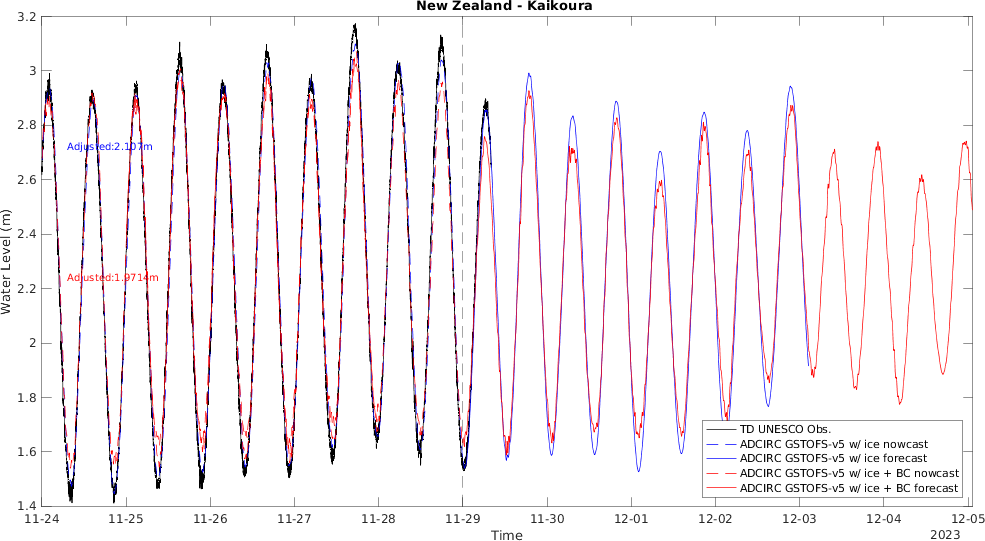 New Zealand - Kaikoura
3.2
3
2.8
2.6
2.4
2.2
2
1.8
1.6
1.4
Water Level (m)
Adjusted:2.107m
Adjusted:1.9714m
TD UNESCO Obs.
ADCIRC GSTOFS-v5 w/ ice nowcast
ADCIRC GSTOFS-v5 w/ ice forecast
ADCIRC GSTOFS-v5 w/ ice + BC nowcast
ADCIRC GSTOFS-v5 w/ ice + BC forecast
11-24 11-25 11-26 11-27 11-28 11-29 11-30 12-01 12-02 12-03 12-04 12-05
Time
2023